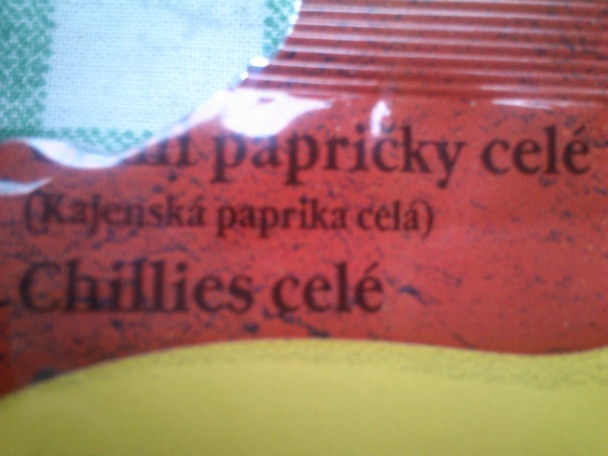 papričky celé
(Kajenská paprika celá)
Chillies celé